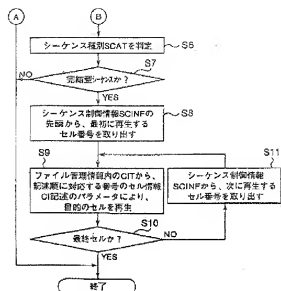 A
B
シーケンス種別SCATを判定
S6
S7
完結型シーケンスか?
NO
YES
シーケンス制御情報SCINFの
先頭から、最初に再生する
セル番号を取り出す
S8
S9
ファイル管理情報内のCITから、
記述順に対応する番号のセル情報
CI記述のパラメータにより、
目的のセルを再生
S11
シーケンス制御情報
SCINFから、次に再生する
セル番号を取り出す
S10
最終セルか?
NO
YES
終了